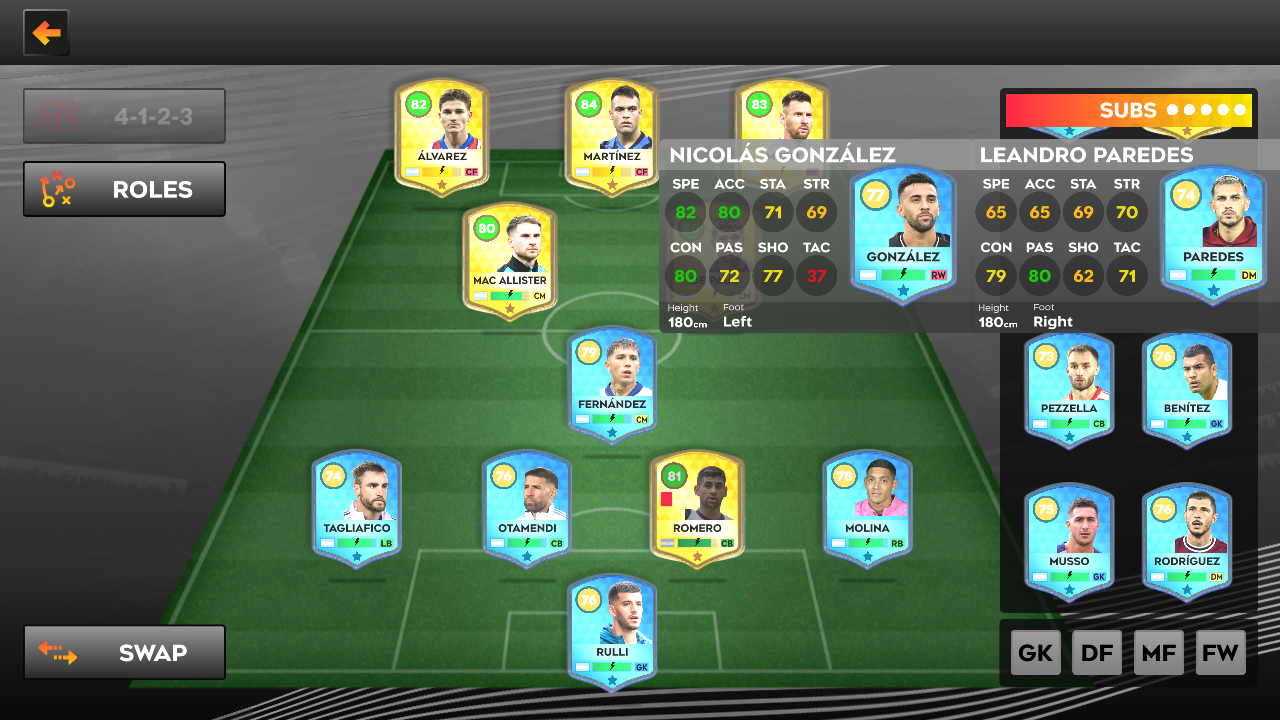 4-1-2-3
ROLES
SWAP
82
ÁLVAREZ
CF
84
MARTÍNEZ
CF
83
80
MAC ALLISTER
CM
79
FERNÁNDEZ
CM
74
TAGLIAFICO
LB
76
OTAMENDI
CB
81
ROMERO
CB
78
MOLINA
RB
76
RULLI
GK
SUBS
NICOLÁS GONZÁLEZ
SPE ACC STA STR
82 80 71 69
CON PAS SHO TAC
80 72 77 37
Height Foot
180cm Left
77
GONZÁLEZ
RW
LEANDRO PAREDES
SPE ACC STA STR
65 65 69 70
CON PAS SHO TAC
79 80 62 71
Height Foot
180cm Right
74
PAREDES
DM
73
PEZZELLA
CB
76
BENÍTEZ
GK
75
MUSSO
GK
76
RODRÍGUEZ
DM
GK DF MF FW